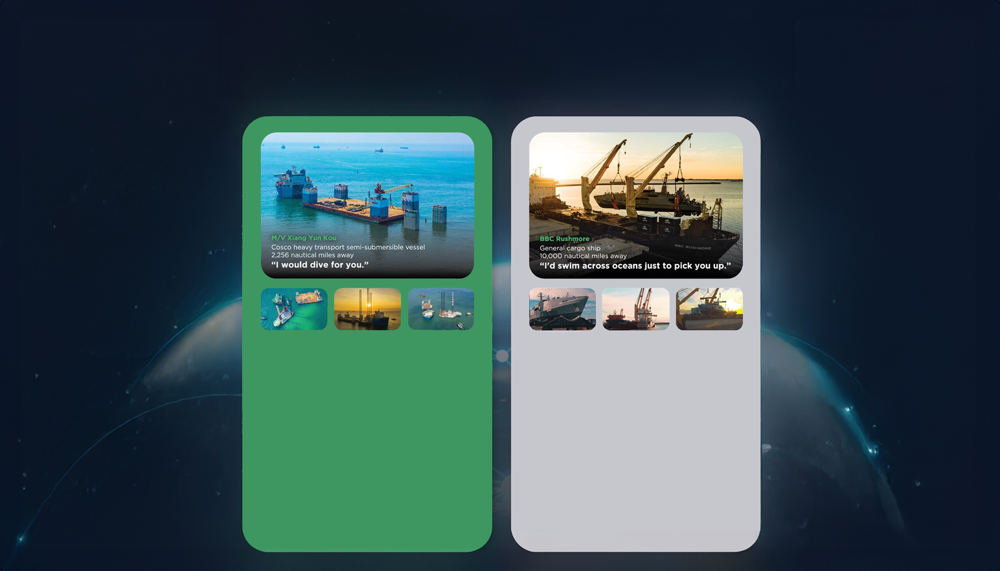 M/V Xiang Yun Kou
Cosco heavy transport semi-submersible vessel
2,256 nautical miles away
“I would dive for you.”
BBC Rushmore
General cargo ship
10,000 nautical miles away
“I'd swim across oceans just to pick you up.”
BBC RUSHMORE